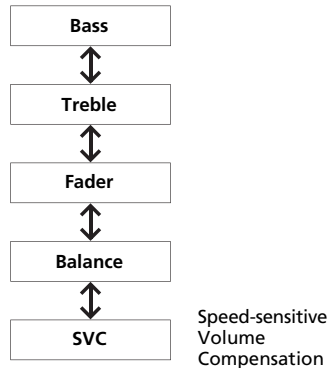 Bass
Treble
Fader
Balance
SVC
Speed-sensitive
Volume
Compensation